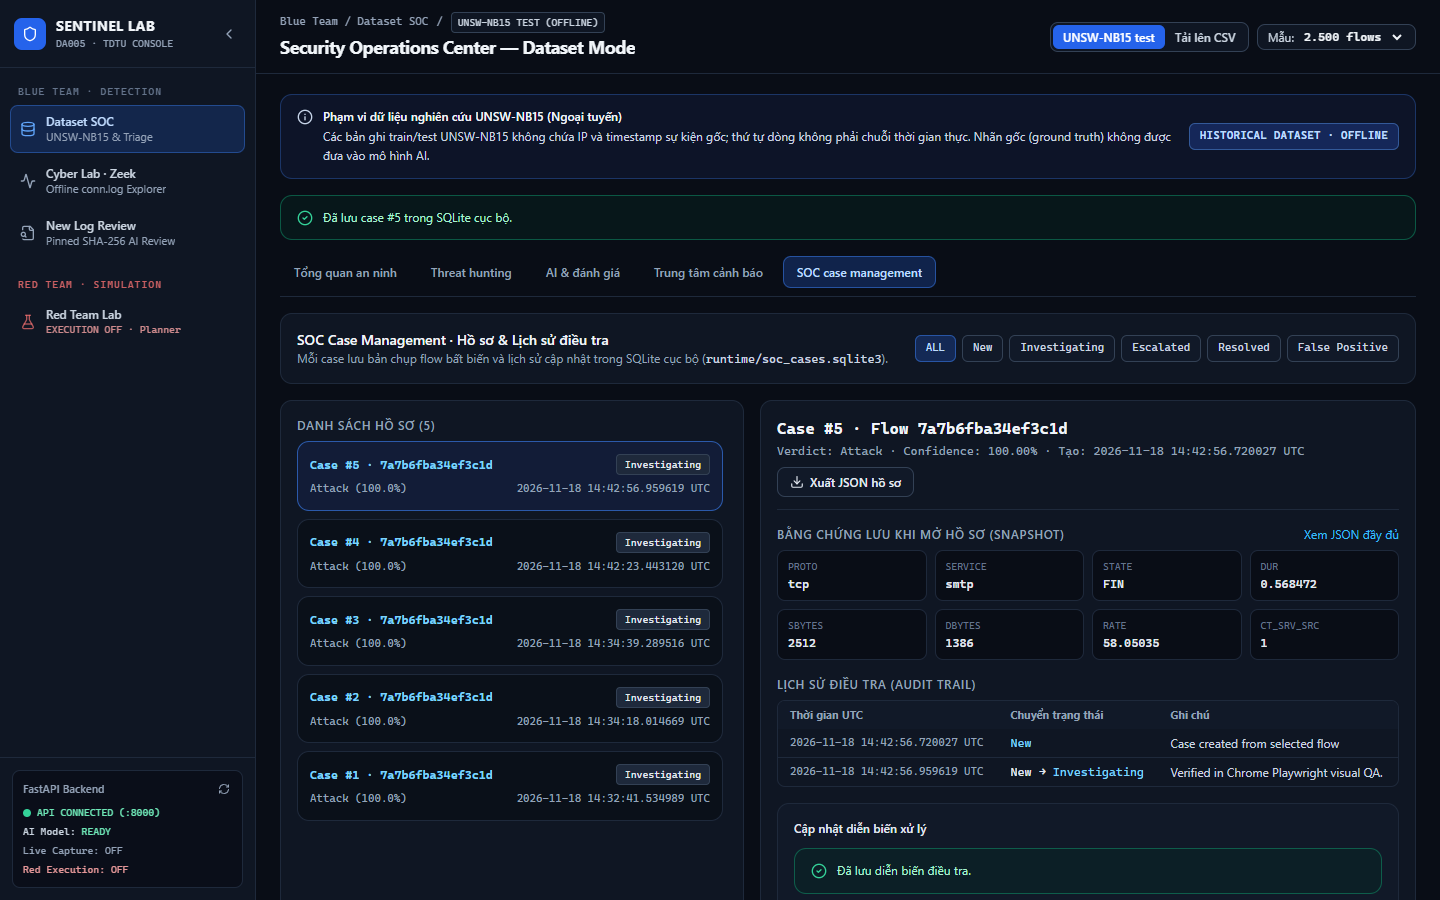 SENTINEL LAB
DA005 · TDTU CONSOLE
BLUE TEAM · DETECTION
Dataset SOC
UNSW-NB15 & Triage
Cyber Lab · Zeek
Offline conn.log Explorer
New Log Review
Pinned SHA-256 AI Review
RED TEAM · SIMULATION
Red Team Lab
EXECUTION OFF · Planner
FastAPI Backend
API CONNECTED (:8000)
AI Model: READY
Live Capture: OFF
Red Execution: OFF
Blue Team / Dataset SOC / UNSW-NB15 TEST (OFFLINE)
Security Operations Center — Dataset Mode
UNSW-NB15 test
Tải lên CSV
Mẫu: 2.500 flows
Phạm vi dữ liệu nghiên cứu UNSW-NB15 (Ngoại tuyến)
Các bản ghi train/test UNSW-NB15 không chứa IP và timestamp sự kiện gốc; thứ tự dòng không phải chuỗi thời gian thực. Nhãn gốc (ground truth) không được
đưa vào mô hình AI.
HISTORICAL DATASET · OFFLINE
Đã lưu case #5 trong SQLite cục bộ.
Tổng quan an ninh
Threat hunting
AI & đánh giá
Trung tâm cảnh báo
SOC case management
SOC Case Management · Hồ sơ & Lịch sử điều tra
Mỗi case lưu bản chụp flow bất biến và lịch sử cập nhật trong SQLite cục bộ (runtime/soc_cases.sqlite3).
ALL
New
Investigating
Escalated
Resolved
False Positive
DANH SÁCH HỒ SƠ (5)
Case #5 · 7a7b6fba34ef3c1d
Investigating
Attack (100.0%)
2026-11-18 14:42:56.959619 UTC
Case #4 · 7a7b6fba34ef3c1d
Investigating
Attack (100.0%)
2026-11-18 14:42:23.443120 UTC
Case #3 · 7a7b6fba34ef3c1d
Investigating
Attack (100.0%)
2026-11-18 14:34:39.289516 UTC
Case #2 · 7a7b6fba34ef3c1d
Investigating
Attack (100.0%)
2026-11-18 14:34:18.014669 UTC
Case #1 · 7a7b6fba34ef3c1d
Investigating
Attack (100.0%)
2026-11-18 14:32:41.534989 UTC
Case #5 · Flow 7a7b6fba34ef3c1d
Verdict: Attack · Confidence: 100.00% · Tạo: 2026-11-18 14:42:56.720027 UTC
Xuất JSON hồ sơ
BẰNG CHỨNG LƯU KHI MỞ HỒ SƠ (SNAPSHOT)
Xem JSON đầy đủ
PROTO
tcp
SERVICE
smtp
STATE
FIN
DUR
0.568472
SBYTES
2512
DBYTES
1386
RATE
58.05035
CT_SRV_SRC
1
LỊCH SỬ ĐIỀU TRA (AUDIT TRAIL)
Thời gian UTC
Chuyển trạng thái
Ghi chú
2026-11-18 14:42:56.720027 UTC
New
Case created from selected flow
2026-11-18 14:42:56.959619 UTC
New → Investigating
Verified in Chrome Playwright visual QA.
Cập nhật diễn biến xử lý
Đã lưu diễn biến điều tra.